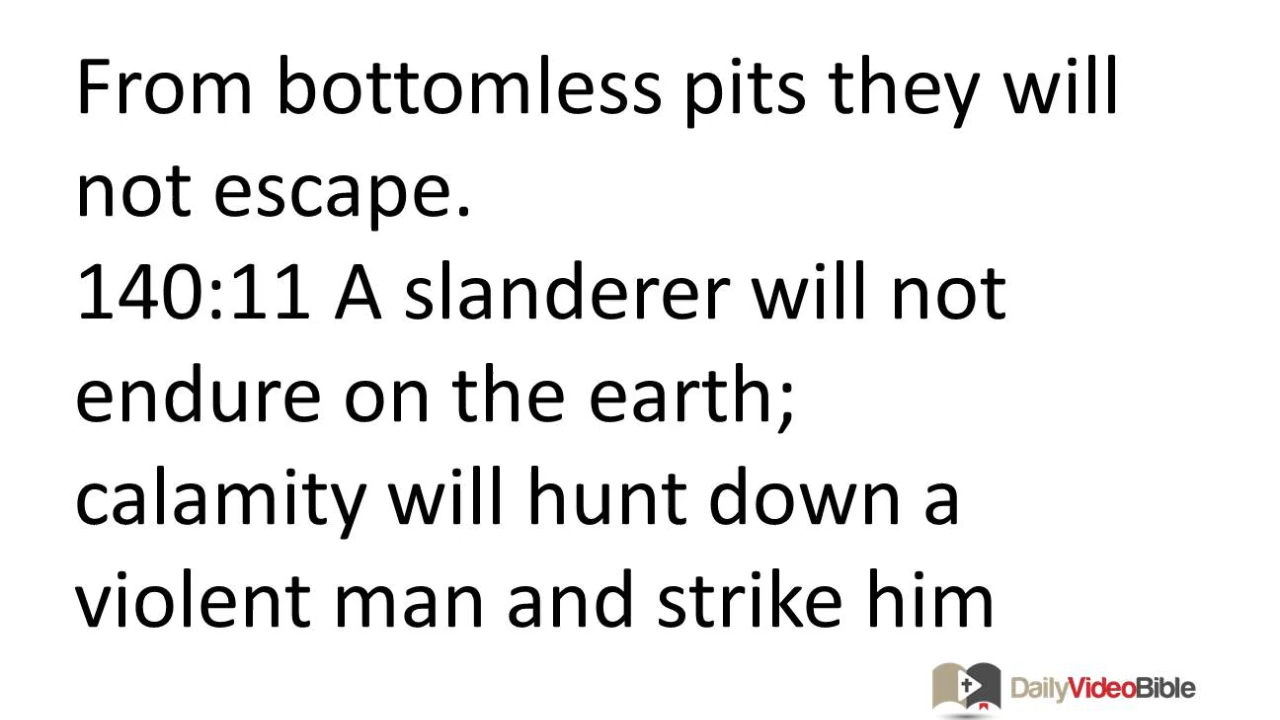 From bottomless pits they will
not escape.
140:11 A slanderer will not
endure on the earth;
calamity will hunt down a
violent man and strike him
DailyVideoBible